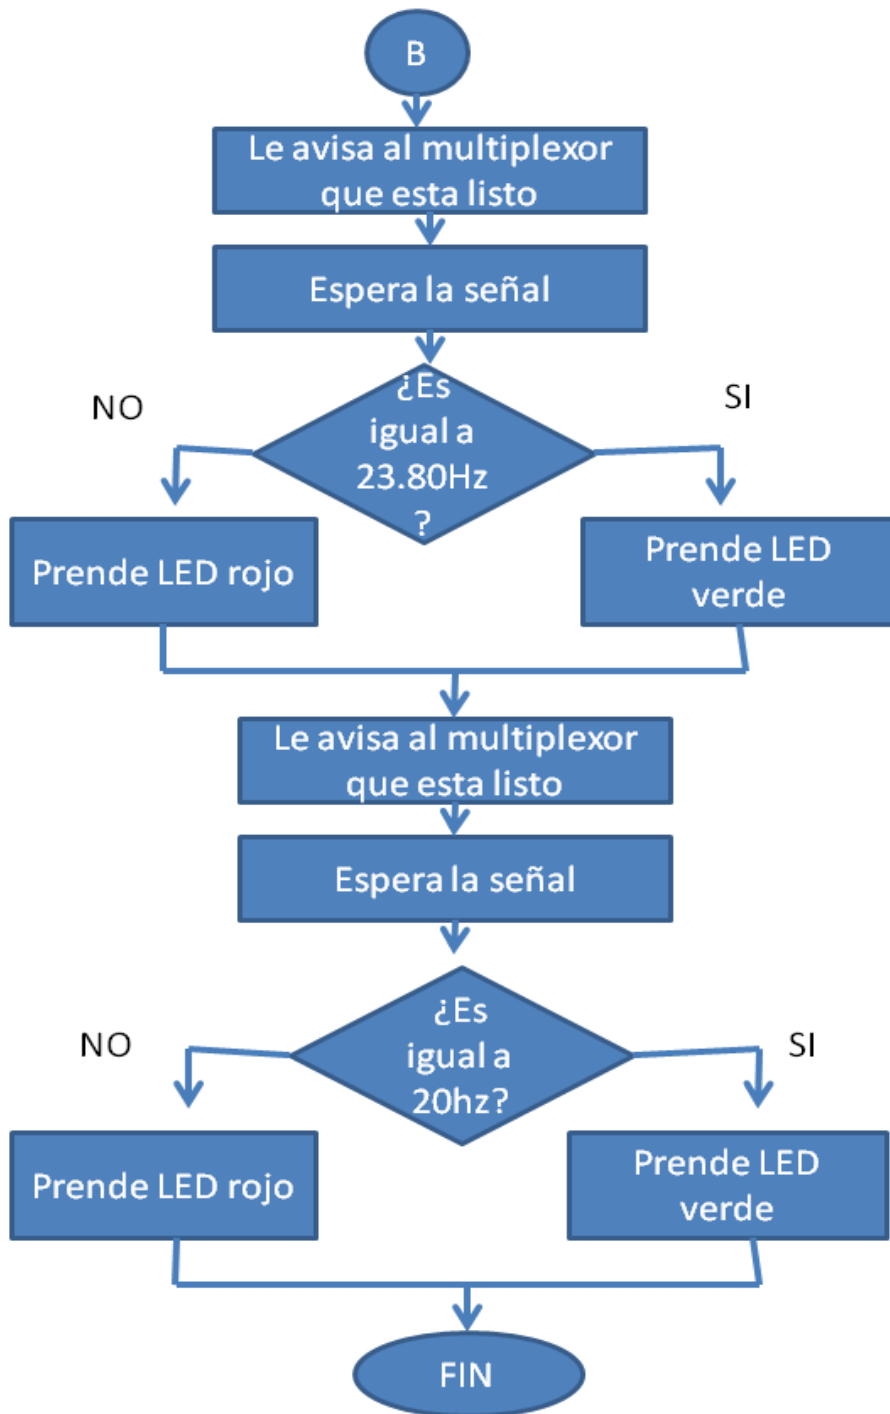 B
Le avisa al multiplexor
que esta listo
Espera la señal
NO
SI
¿Es
igual a
23.80Hz
?
Prende LED rojo
Prende LED
verde
Le avisa al multiplexor
que esta listo
Espera la señal
NO
SI
¿Es
igual a
20hz?
Prende LED rojo
Prende LED
verde
FIN